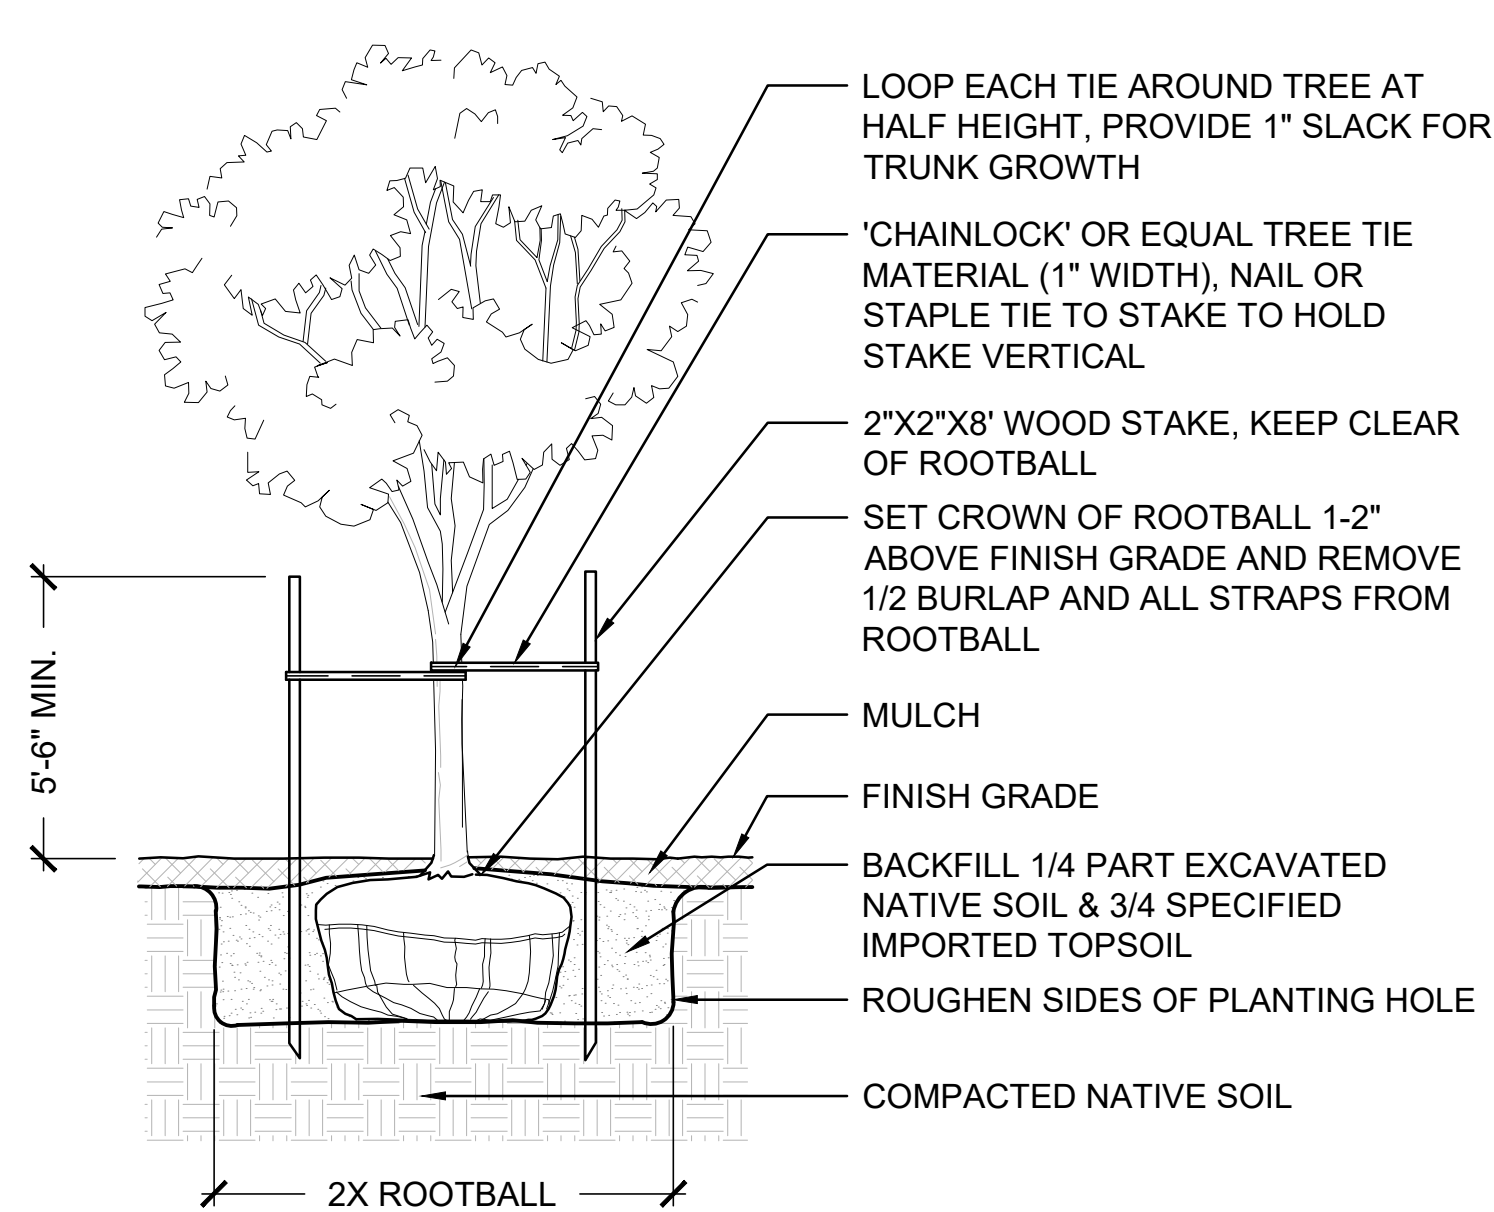 LOOP EACH TIE AROUND TREE AT
HALF HEIGHT, PROVIDE 1" SLACK FOR
TRUNK GROWTH
'CHAINLOCK' OR EQUAL TREE TIE
MATERIAL (1" WIDTH), NAIL OR
STAPLE TIE TO STAKE TO HOLD
STAKE VERTICAL
2"X2"X8' WOOD STAKE, KEEP CLEAR
OF ROOTBALL
SET CROWN OF ROOTBALL 1-2"
ABOVE FINISH GRADE AND REMOVE
1/2 BURLAP AND ALL STRAPS FROM
ROOTBALL
5'-6" MIN.
MULCH
FINISH GRADE
BACKFILL 1/4 PART EXCAVATED
NATIVE SOIL & 3/4 SPECIFIED
IMPORTED TOPSOIL
ROUGHEN SIDES OF PLANTING HOLE
COMPACTED NATIVE SOIL
2X ROOTBALL